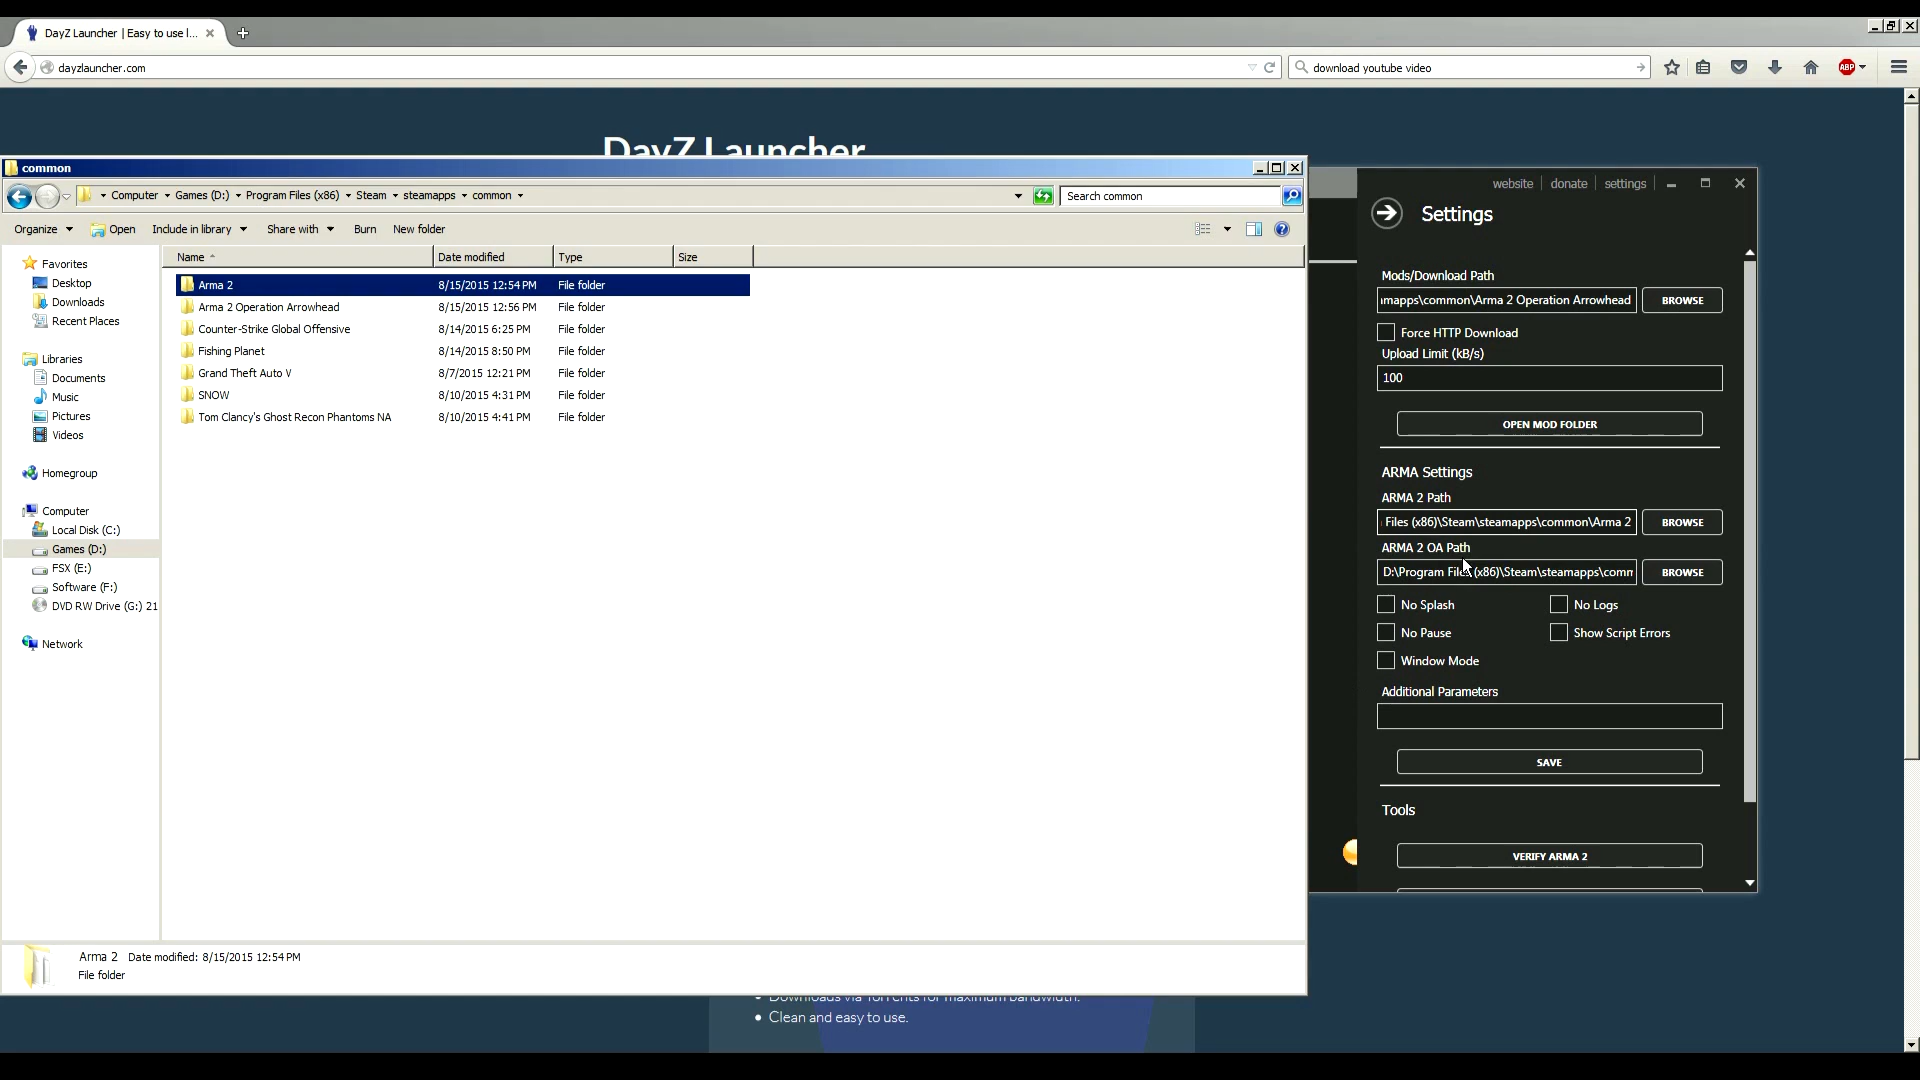 DayZ Launcher | Easy to use l...
dayzlauncher.com
download youtube video
ABP
DayZ Launcher
common
Computer Games (D:) Program Files (x86) Steam steamapps common
Search common
Organize Open Include in library Share with Burn New folder
Name Date modified Type Size
Favorites
Desktop
Downloads
Recent Places
Libraries
Documents
Music
Pictures
Videos
Homegroup
Computer
Local Disk (C:)
Games (D:)
FSX (E:)
Software (F:)
DVD RW Drive (G:) 21
Network
Arma 2 8/15/2015 12:54 PM File folder
Arma 2 Operation Arrowhead 8/15/2015 12:56 PM File folder
Counter-Strike Global Offensive 8/14/2015 6:25 PM File folder
Fishing Planet 8/14/2015 8:50 PM File folder
Grand Theft Auto V 8/7/2015 12:21 PM File folder
SNOW 8/10/2015 4:31 PM File folder
Tom Clancy's Ghost Recon Phantoms NA 8/10/2015 4:41 PM File folder
Arma 2 Date modified: 8/15/2015 12:54 PM
File folder
website donate settings
Settings
Mods/Download Path
mapps\common\Arma 2 Operation Arrowhead BROWSE
Force HTTP Download
Upload Limit (kB/s)
100
OPEN MOD FOLDER
ARMA Settings
ARMA 2 Path
Files (x86)\Steam\steamapps\common\Arma 2 BROWSE
ARMA 2 OA Path
D:\Program Files (x86)\Steam\steamapps\comm BROWSE
No Splash No Logs
No Pause Show Script Errors
Window Mode
Additional Parameters
SAVE
Tools
VERIFY ARMA 2
Downloads via Torrents for maximum bandwidth.
• Clean and easy to use.